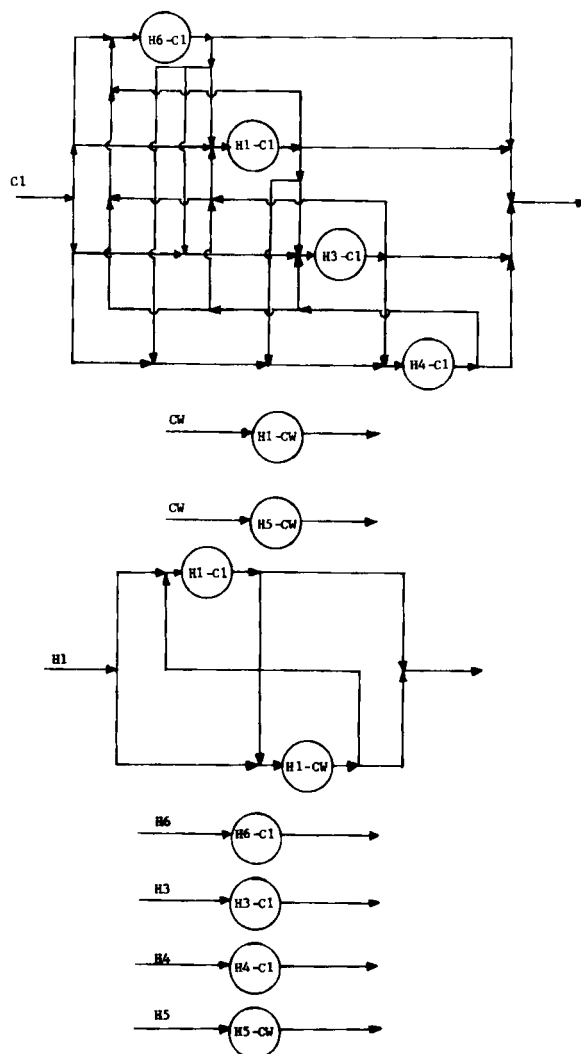 H6-C1
H1-C1
C1
H3-C1
H4-C1
CW
H1-CW
CW
H5-CW
H1-C1
H1
H1-CW
H6
H6-C1
H3
H3-C1
H4
H4-C1
H5
H5-CW